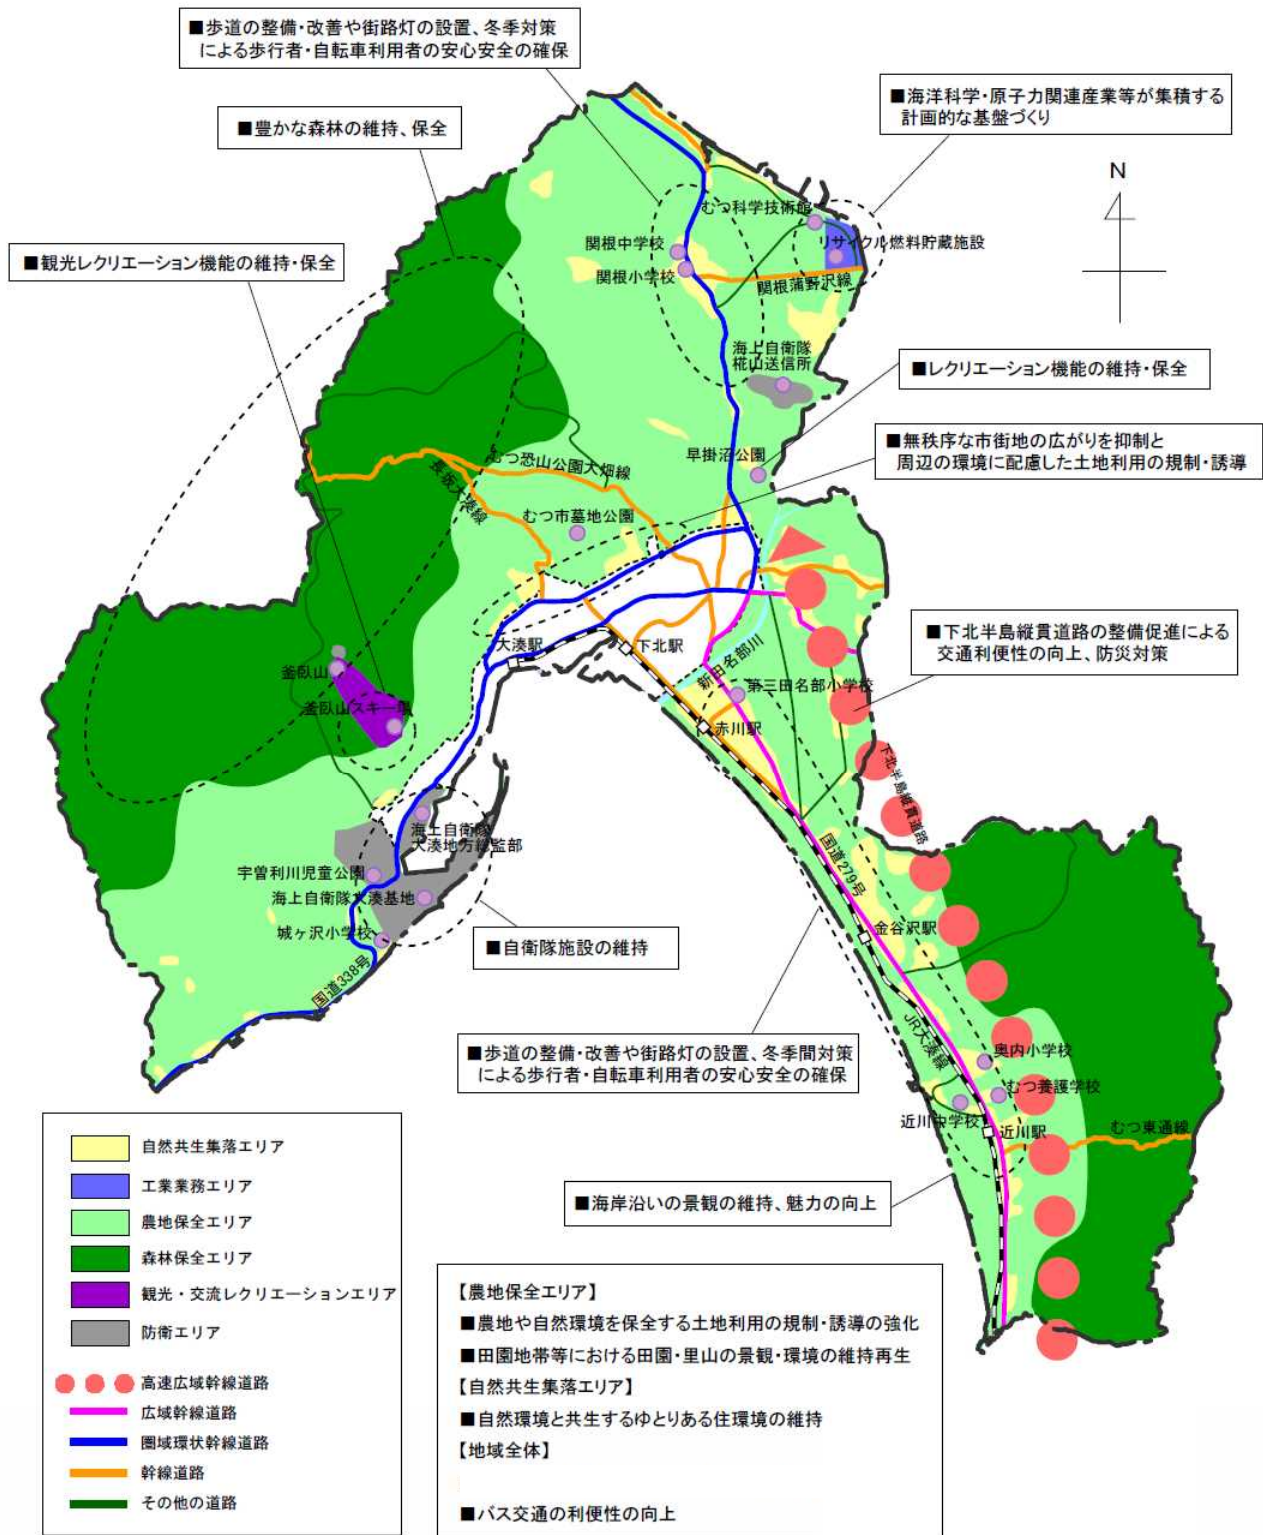 ■歩道の整備・改善や街路灯の設置、冬季対策
による歩行者・自転車利用者の安心安全の確保
■海洋科学・原子力関連産業等が集積する
計画的な基盤づくり
■豊かな森林の維持、保全
N
むつ科学技術館
関根中学校
リサイクル燃料貯蔵施設
■観光レクリエーション機能の維持・保全
関根小学校
関根蒲野沢線
海上自衛隊
椛山送信所
■レクリエーション機能の維持・保全
■無秩序な市街地の広がりを抑制と
周辺の環境に配慮した土地利用の規制・誘導
早掛沼公園
むつ恐山公園大畑線
長坂大湊線
むつ市墓地公園
■下北半島縦貫道路の整備促進による
交通利便性の向上、防災対策
大湊駅
下北駅
新田名部川
釜臥山
第三田名部小学校
釜臥山スキー場
赤川駅
下北半島縦貫道路
海上自衛隊
大湊地方総監部
国道279号
宇曽利川児童公園
海上自衛隊大湊基地
城ヶ沢小学校
金谷沢駅
■自衛隊施設の維持
国道338号
JR大湊線
■歩道の整備・改善や街路灯の設置、冬季間対策
による歩行者・自転車利用者の安心安全の確保
奥内小学校
むつ養護学校
近川中学校
近川駅
むつ東通線
■海岸沿いの景観の維持、魅力の向上
自然共生集落エリア
工業業務エリア
農地保全エリア
森林保全エリア
観光・交流レクリエーションエリア
防衛エリア
高速広域幹線道路
広域幹線道路
圏域環状幹線道路
幹線道路
その他の道路
【農地保全エリア】
■農地や自然環境を保全する土地利用の規制・誘導の強化
■田園地帯等における田園・里山の景観・環境の維持再生
【自然共生集落エリア】
■自然環境と共生するゆとりある住環境の維持
【地域全体】
■バス交通の利便性の向上